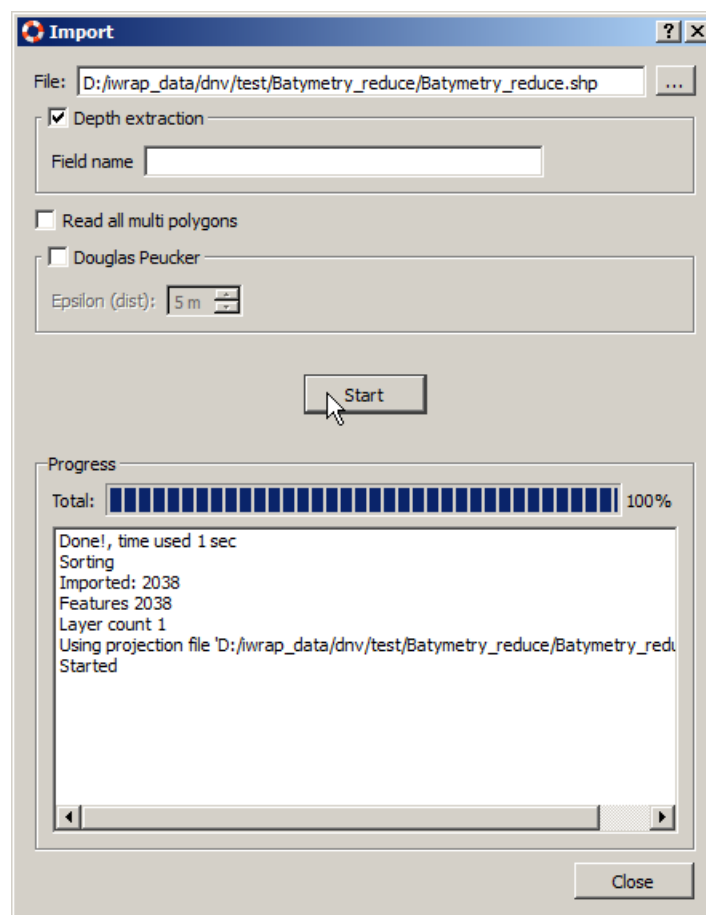 Import
File: D:/iwrap_data/dnv/test/Batymetry_reduce/Batymetry_reduce.shp ...
Depth extraction
Field name
Read all multi polygons
Douglas Peucker
Epsilon (dist): 5 m
Start
Progress
Total: 100%
Done!, time used 1 sec
Sorting
Imported: 2038
Features 2038
Layer count 1
Using projection file 'D:/iwrap_data/dnv/test/Batymetry_reduce/Batymetry_redu
Started
Close